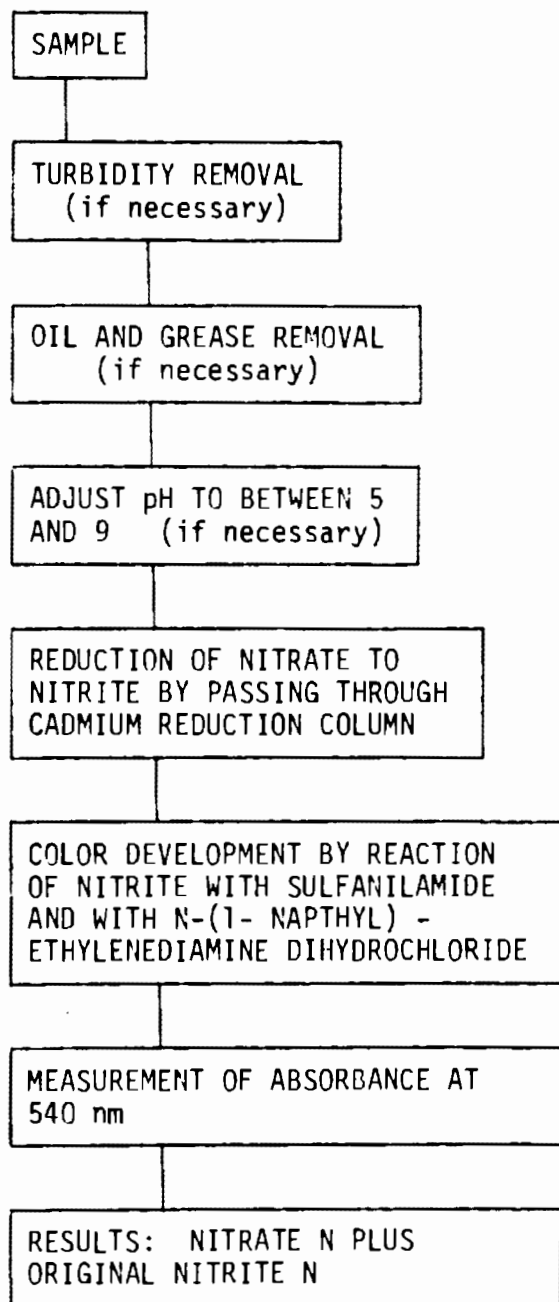 SAMPLE
TURBIDITY REMOVAL
(if necessary)
OIL AND GREASE REMOVAL
(if necessary)
ADJUST pH TO BETWEEN 5
AND 9 (if necessary)
REDUCTION OF NITRATE TO
NITRITE BY PASSING THROUGH
CADMIUM REDUCTION COLUMN
COLOR DEVELOPMENT BY REACTION
OF NITRITE WITH SULFANILAMIDE
AND WITH N-(1- NAPTHYL) -
ETHYLENEDIAMINE DIHYDROCHLORIDE
MEASUREMENT OF ABSORBANCE AT
540 nm
RESULTS: NITRATE N PLUS
ORIGINAL NITRITE N